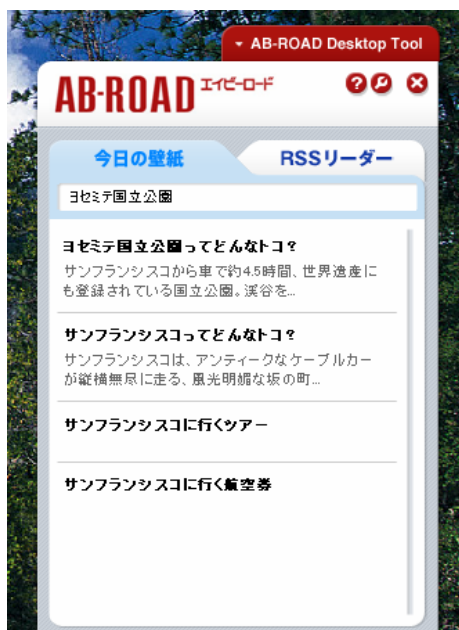 AB-ROAD Desktop Tool
AB-ROAD エイビーロード
今日の壁紙 RSSリーダー
ヨセミテ国立公園
ヨセミテ国立公園ってどんなトコ？
サンフランシスコから車で約4.5時間、世界遺産に
も登録されている国立公園。渓谷を...
サンフランシスコってどんなトコ？
サンフランシスコは、アンティークなケーブルカー
が縦横無尽に走る、風光明媚な坂の町...
サンフランシスコに行くツアー
サンフランシスコに行く航空券